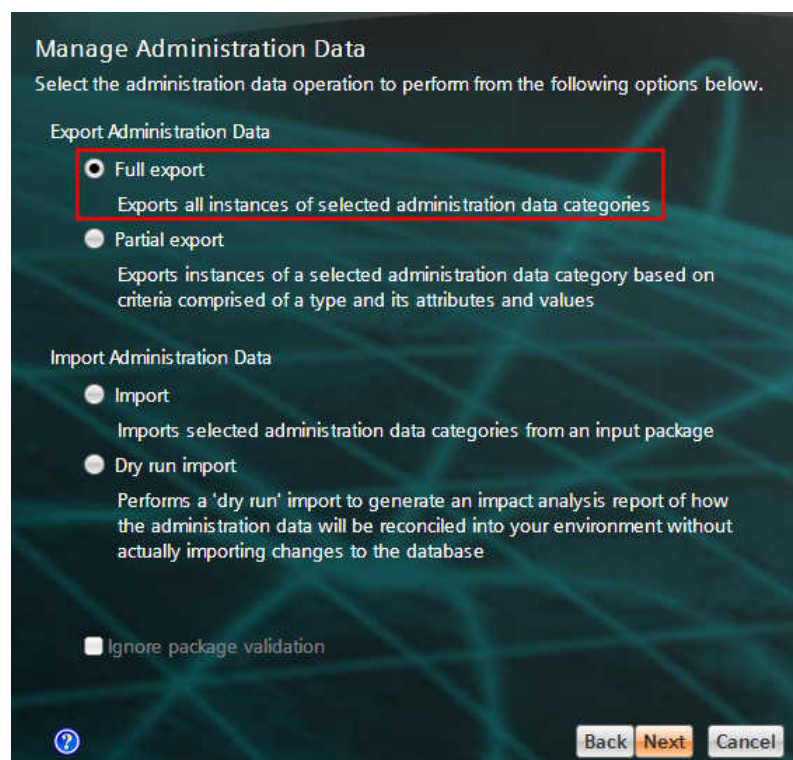 Manage Administration Data
Select the administration data operation to perform from the following options below.
Export Administration Data
Full export
Exports all instances of selected administration data categories
Partial export
Exports instances of a selected administration data category based on
criteria comprised of a type and its attributes and values
Import Administration Data
Import
Imports selected administration data categories from an input package
Dry run import
Performs a 'dry run' import to generate an impact analysis report of how
the administration data will be reconciled into your environment without
actually importing changes to the database
Ignore package validation
? Back Next Cancel